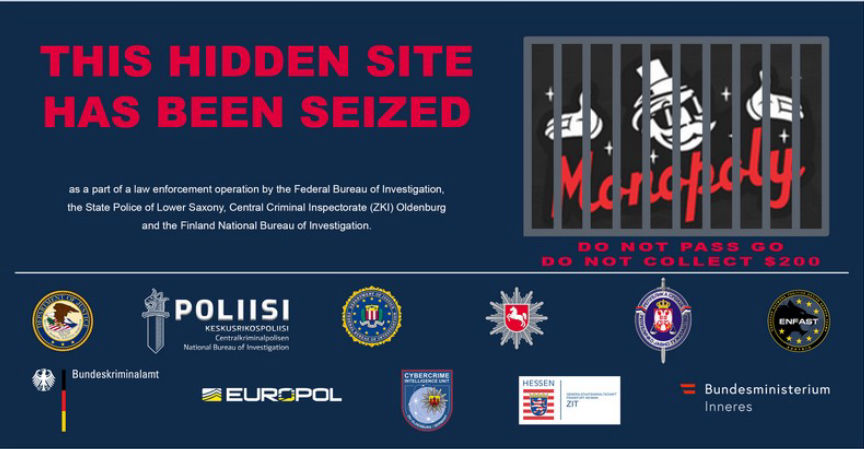 THIS HIDDEN SITE
HAS BEEN SEIZED
as a part of a law enforcement operation by the Federal Bureau of Investigation,
the State Police of Lower Saxony, Central Criminal Inspectorate (ZKI) Oldenburg
and the Finland National Bureau of Investigation.
Monopoly
DO NOT PASS GO
DO NOT COLLECT $200
POLIISI
KESKUSRIKOSPOLIISI
Centralkriminalpolisen
National Bureau of Investigation
ENFAST
Bundeskriminalamt
EUROPOL
CYBERCRIME
INTELLIGENCE UNIT
HESSEN
ZIT
Bundesministerium
Inneres